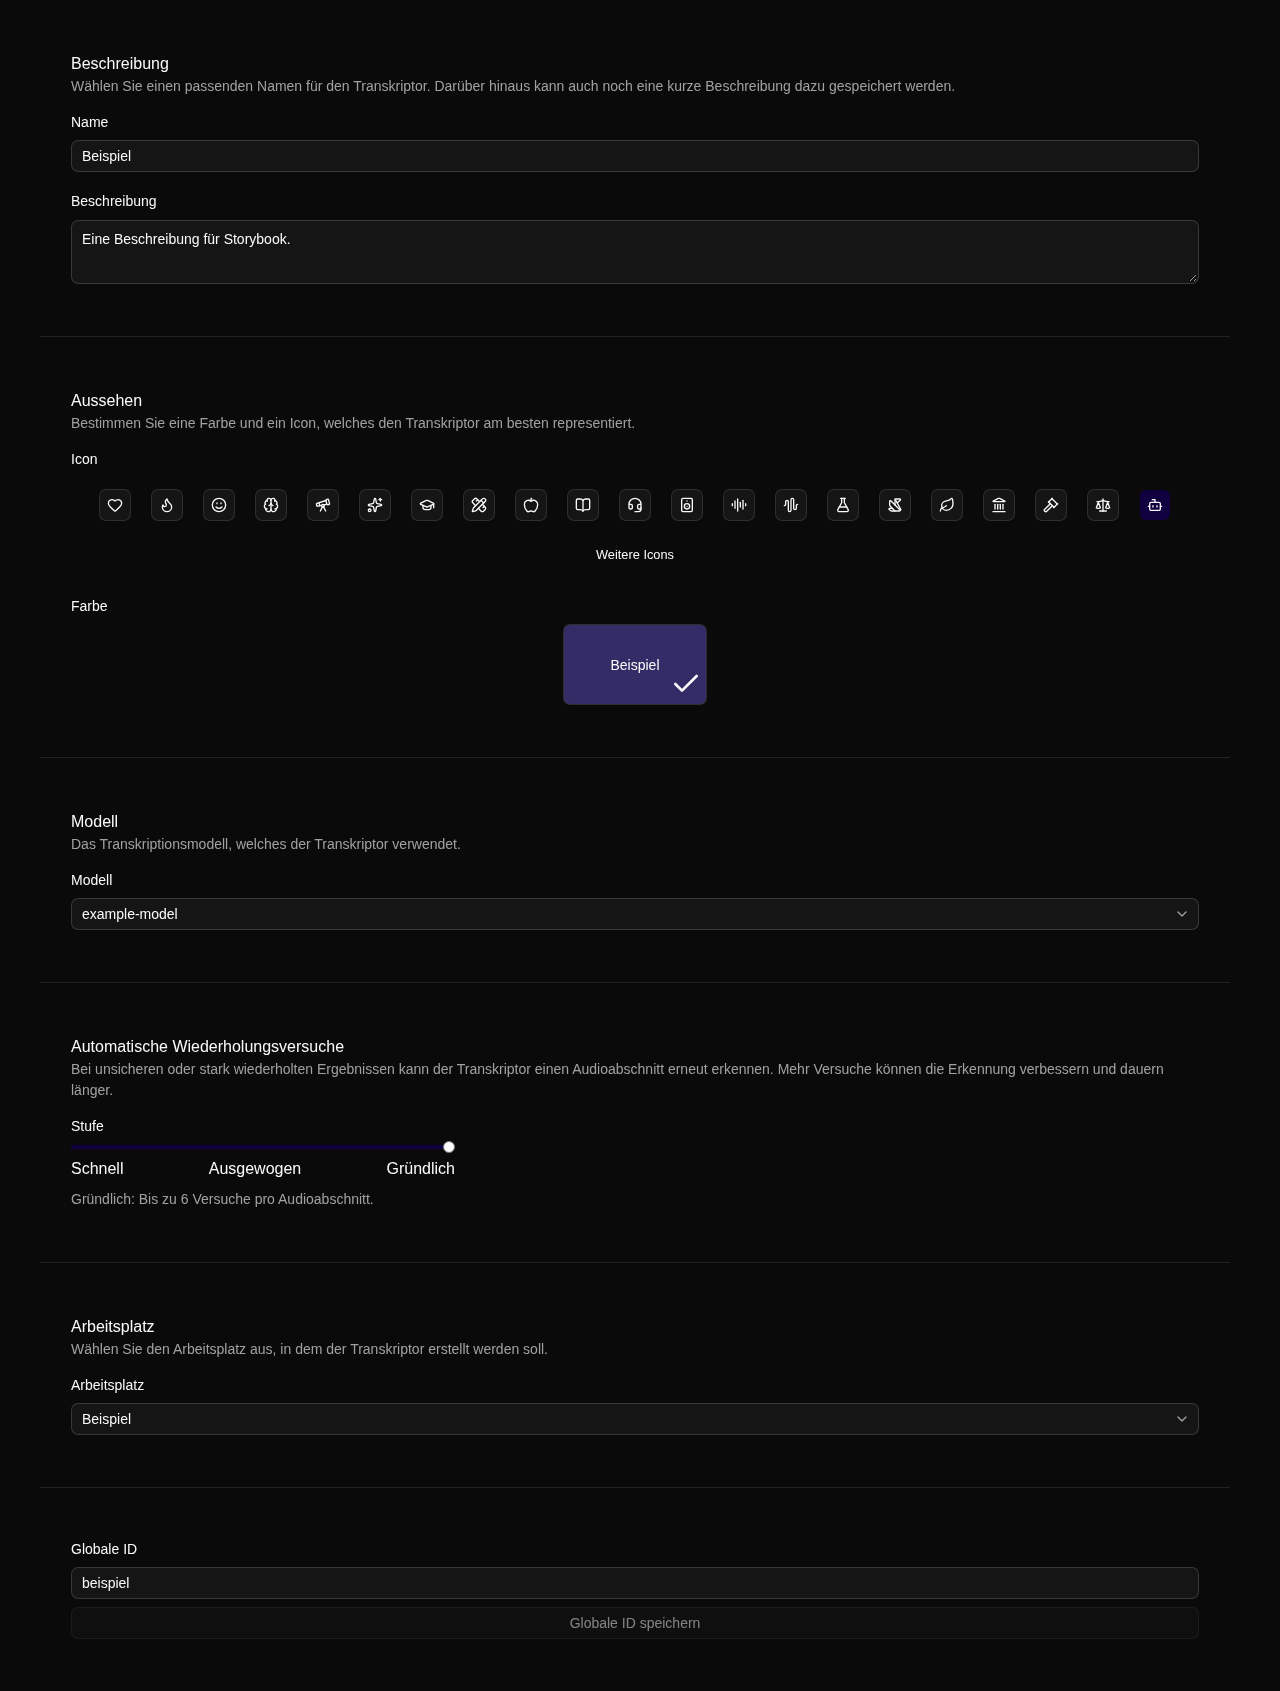 Beschreibung
Wählen Sie einen passenden Namen für den Transkriptor. Darüber hinaus kann auch noch eine kurze Beschreibung dazu gespeichert werden.
Name
Beispiel
Beschreibung
Eine Beschreibung für Storybook.
Aussehen
Bestimmen Sie eine Farbe und ein Icon, welches den Transkriptor am besten representiert.
Icon
Weitere Icons
Farbe
Beispiel
Modell
Das Transkriptionsmodell, welches der Transkriptor verwendet.
Modell
example-model
Automatische Wiederholungsversuche
Bei unsicheren oder stark wiederholten Ergebnissen kann der Transkriptor einen Audioabschnitt erneut erkennen. Mehr Versuche können die Erkennung verbessern und dauern
länger.
Stufe
Schnell Ausgewogen Gründlich
Gründlich: Bis zu 6 Versuche pro Audioabschnitt.
Arbeitsplatz
Wählen Sie den Arbeitsplatz aus, in dem der Transkriptor erstellt werden soll.
Arbeitsplatz
Beispiel
Globale ID
beispiel
Globale ID speichern